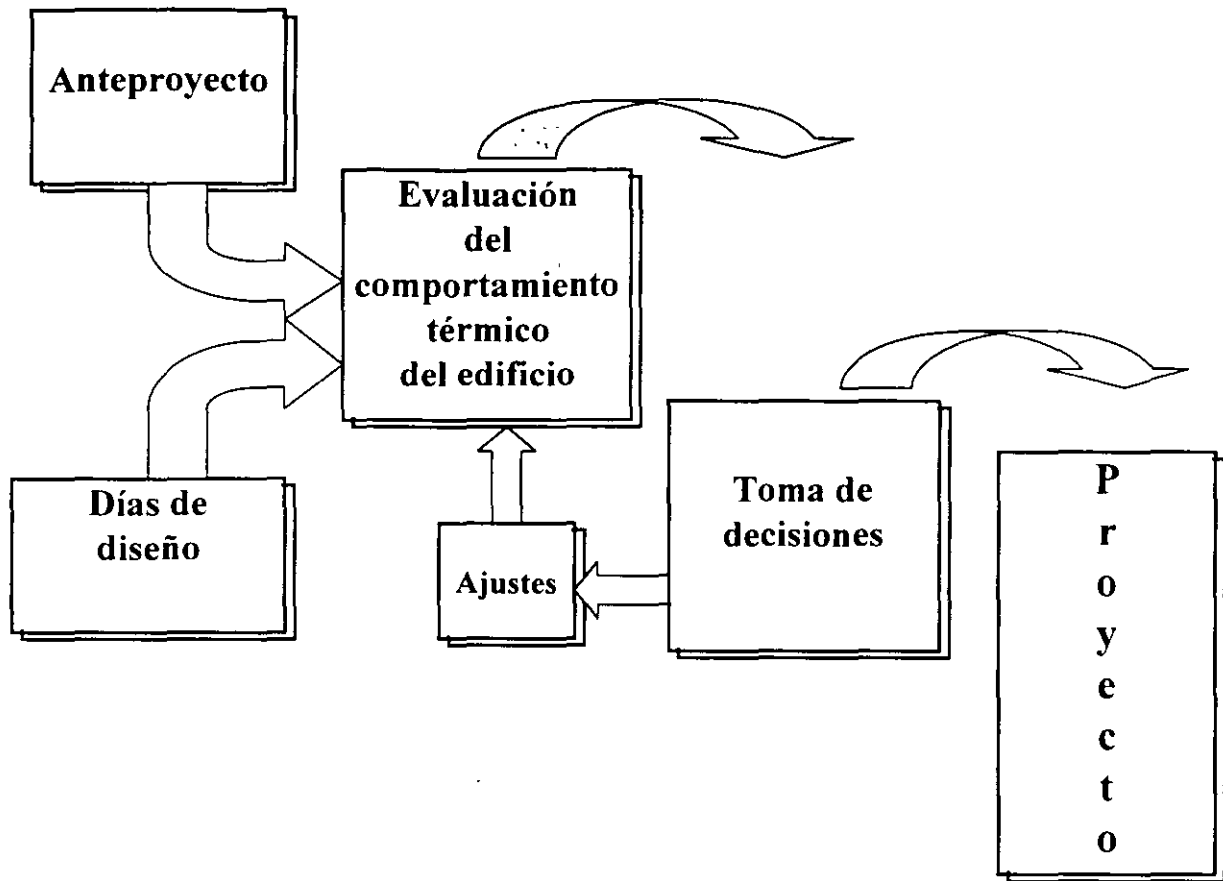 Anteproyecto
Evaluación
del
comportamiento
térmico
del edificio
Días de
diseño
Ajustes
Toma de
decisiones
P
r
o
y
e
c
t
o